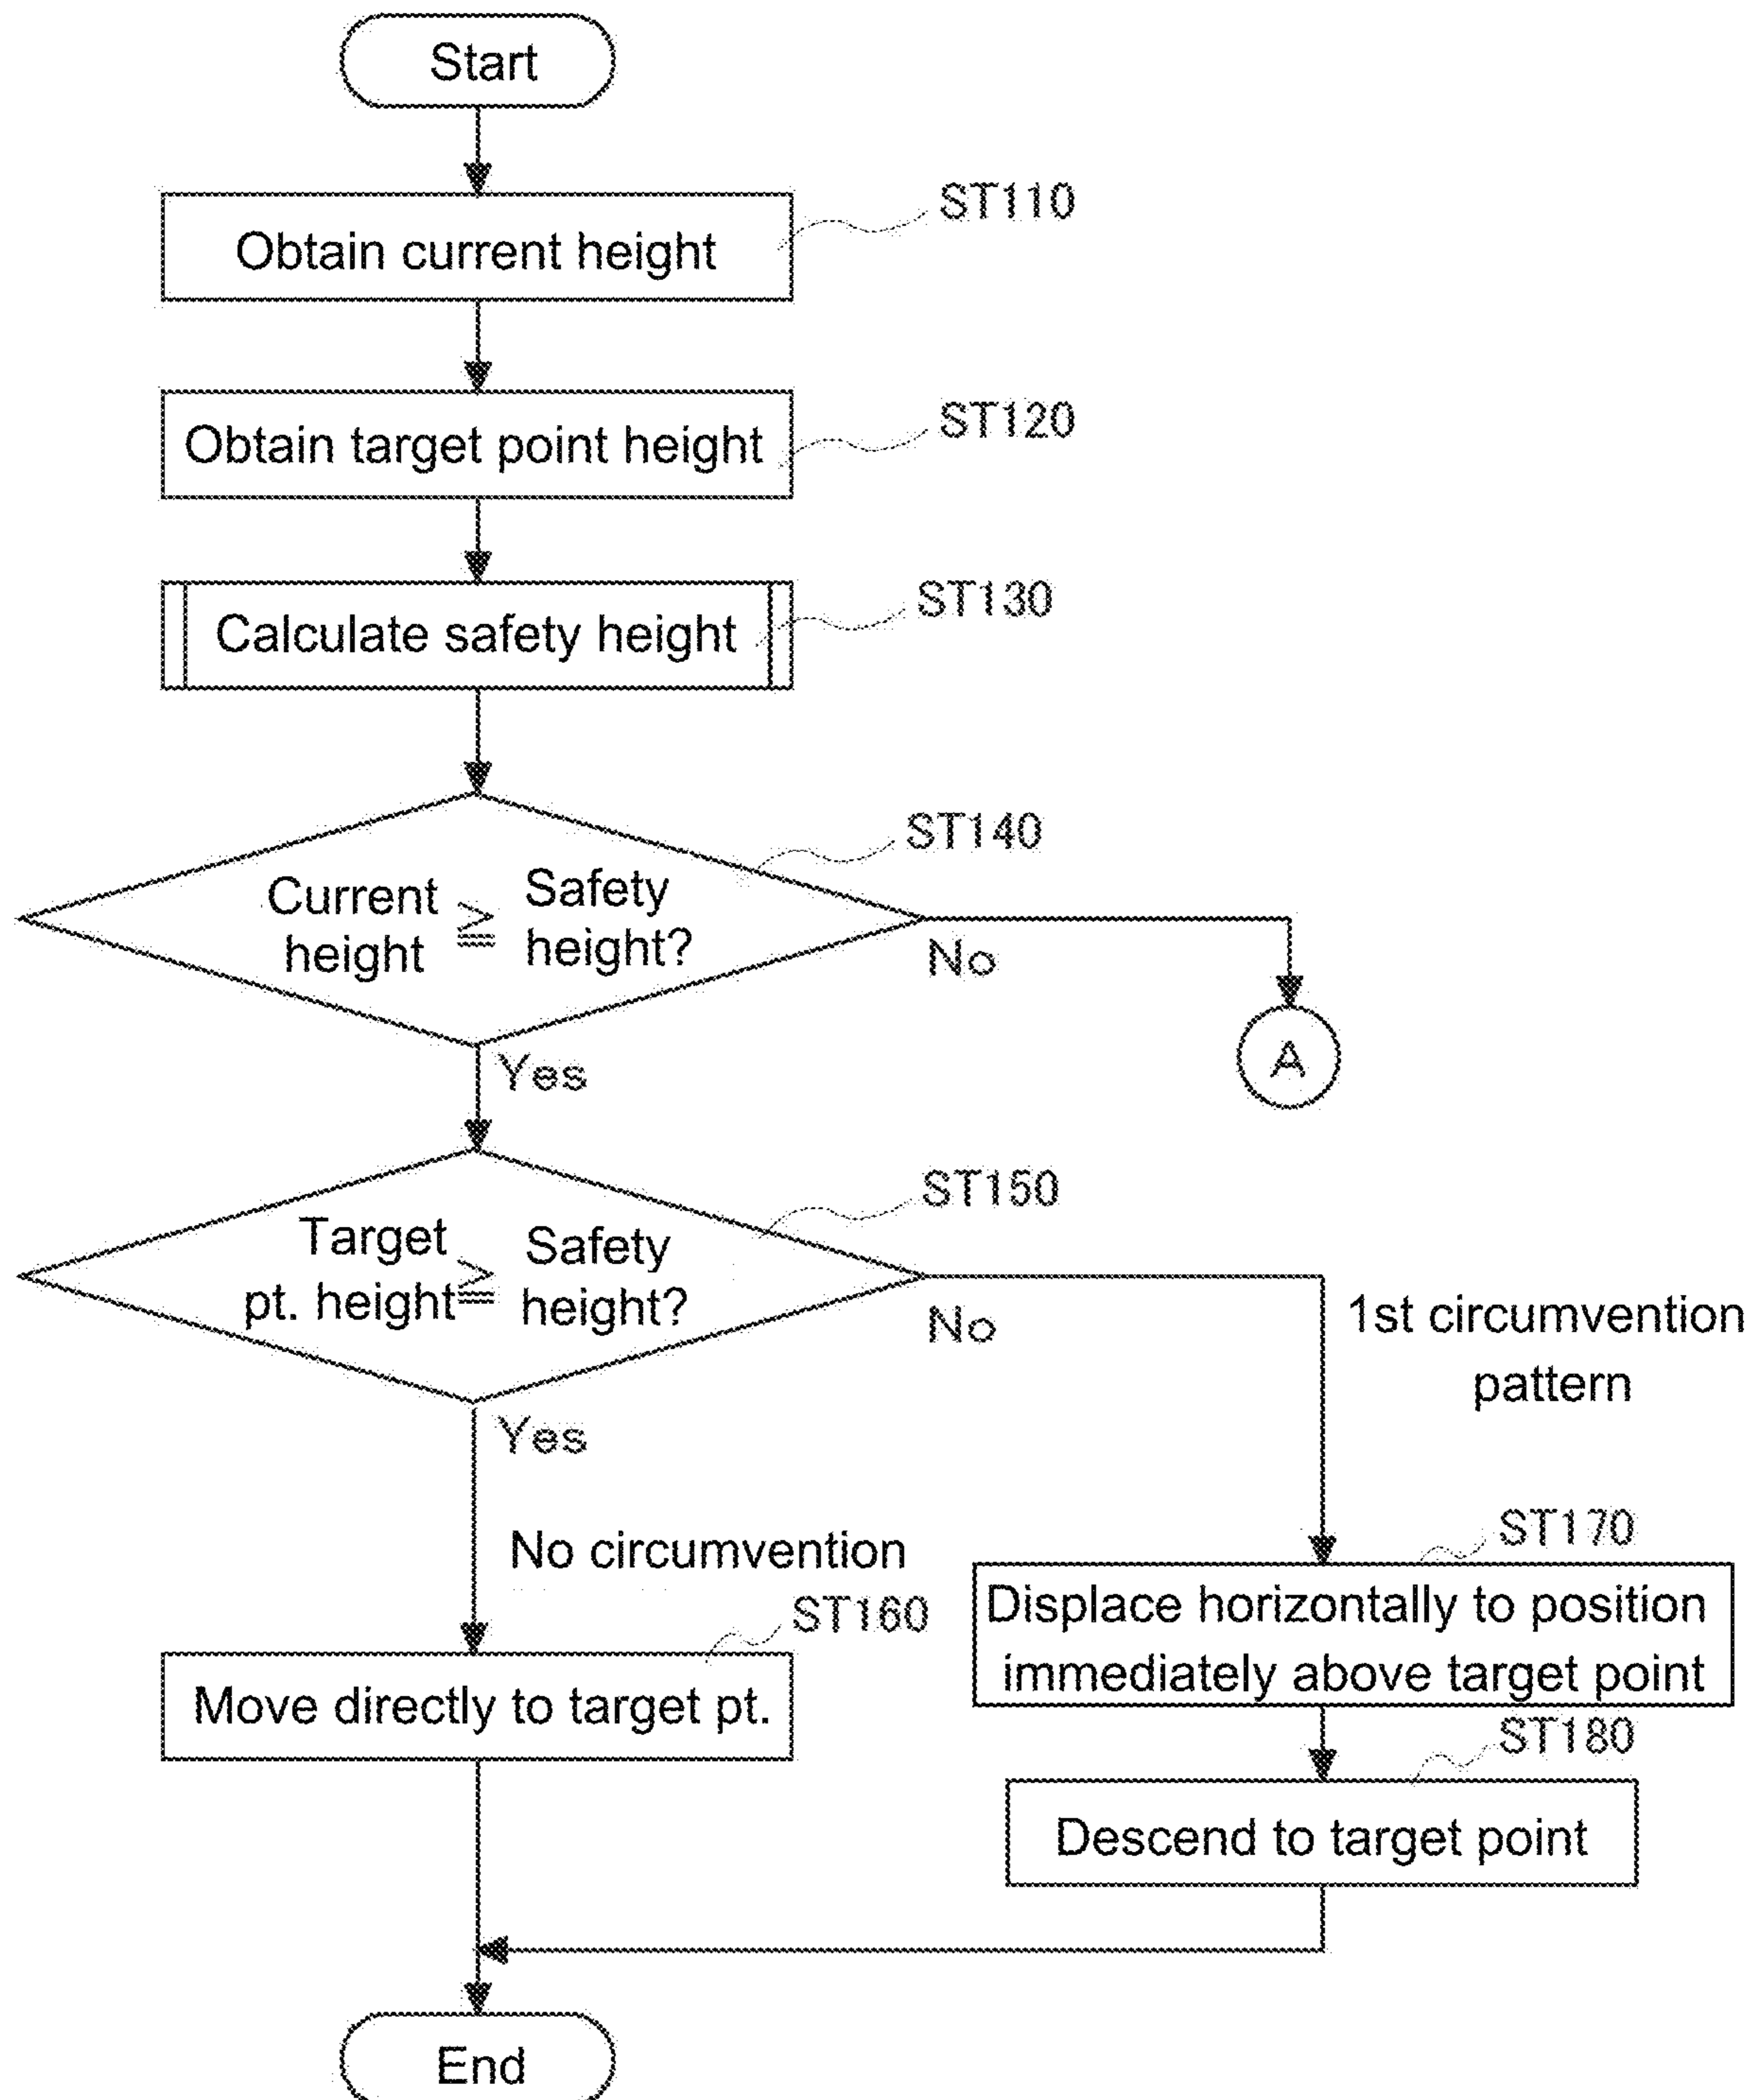 Start
ST110
Obtain current height
ST120
Obtain target point height
ST130
Calculate safety height
ST140
Current ≧ Safety
height height?
No
A
Yes
ST150
Target ≧ Safety
pt. height height?
No
1st circumvention
pattern
Yes
No circumvention
ST160
Move directly to target pt.
ST170
Displace horizontally to position
immediately above target point
ST180
Descend to target point
End